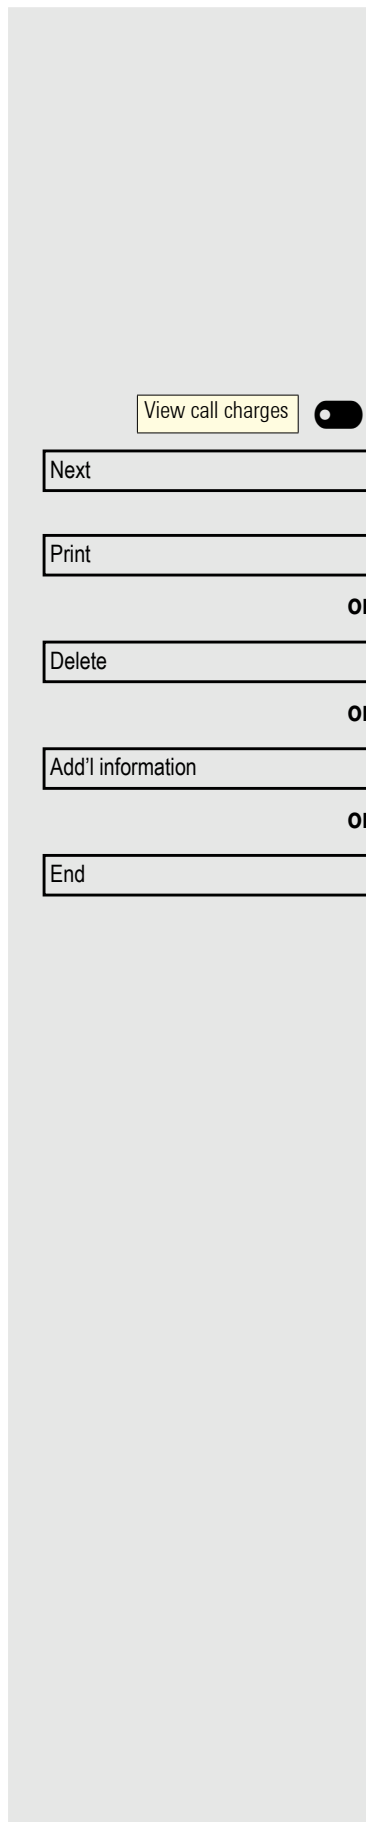 View call charges
Next
Print
or
Delete
or
Add'l information
or
End